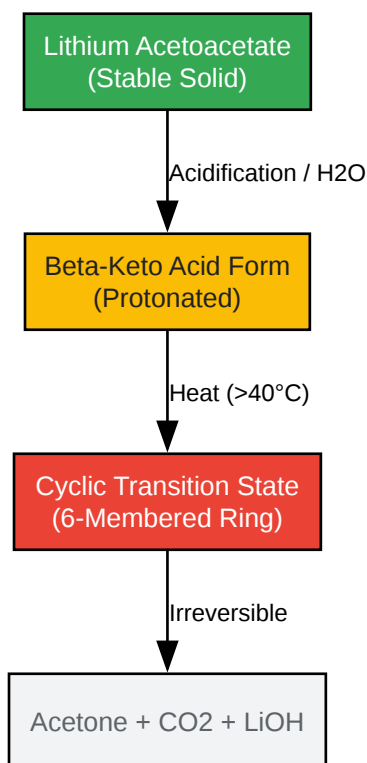 Lithium Acetoacetate
(Stable Solid)
Acidification / H2O
Beta-Keto Acid Form
(Protonated)
Heat (>40°C)
Cyclic Transition State
(6-Membered Ring)
Irreversible
Acetone + CO2 + LiOH